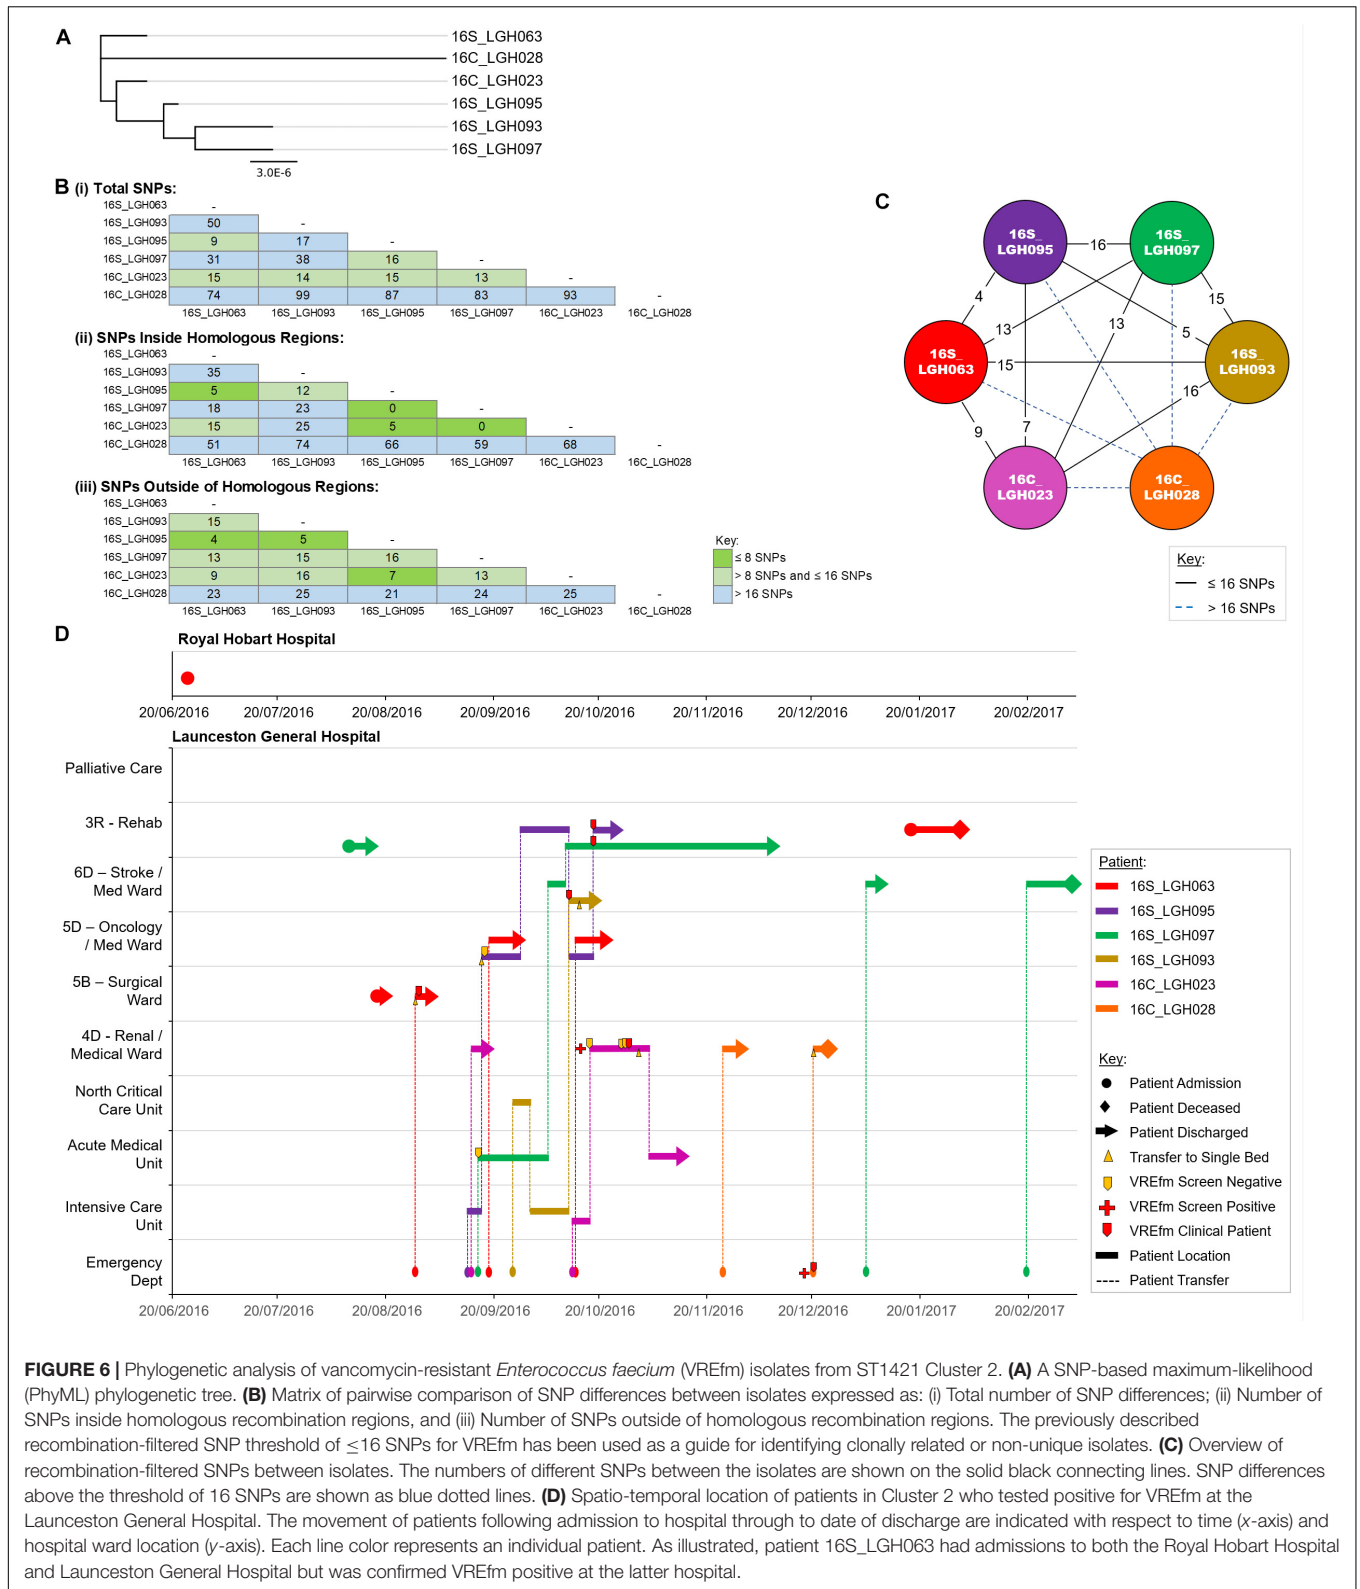 A
16S_LGH063
16C_LGH028
16C_LGH023
16S_LGH095
16S_LGH093
16S_LGH097
3.0E-6
B (i) Total SNPs:
16S_LGH063 -
16S_LGH093 50 -
16S_LGH095 9 17 -
16S_LGH097 31 38 16 -
16C_LGH023 15 14 15 13 -
16C_LGH028 74 99 87 83 93 -
16S_LGH063 16S_LGH093 16S_LGH095 16S_LGH097 16C_LGH023 16C_LGH028
(ii) SNPs Inside Homologous Regions:
16S_LGH063 -
16S_LGH093 35 -
16S_LGH095 5 12 -
16S_LGH097 18 23 0 -
16C_LGH023 15 25 5 0 -
16C_LGH028 51 74 66 59 68 -
16S_LGH063 16S_LGH093 16S_LGH095 16S_LGH097 16C_LGH023 16C_LGH028
(iii) SNPs Outside of Homologous Regions:
16S_LGH063 -
16S_LGH093 15 -
16S_LGH095 4 5 -
16S_LGH097 13 15 16 -
16C_LGH023 9 16 7 13 -
16C_LGH028 23 25 21 24 25 -
16S_LGH063 16S_LGH093 16S_LGH095 16S_LGH097 16C_LGH023 16C_LGH028
Key:
≤ 8 SNPs
> 8 SNPs and ≤ 16 SNPs
> 16 SNPs
C
16S_
LGH095
16S_
LGH097
16S_
LGH063
16S_
LGH093
16C_
LGH023
16C_
LGH028
16
4
15
13
13
5
15
16
9
7
Key:
≤ 16 SNPs
> 16 SNPs
D
Royal Hobart Hospital
20/06/2016 20/07/2016 20/08/2016 20/09/2016 20/10/2016 20/11/2016 20/12/2016 20/01/2017 20/02/2017
Launceston General Hospital
Palliative Care
3R - Rehab
6D – Stroke /
Med Ward
5D – Oncology
/ Med Ward
5B – Surgical
Ward
4D - Renal /
Medical Ward
North Critical
Care Unit
Acute Medical
Unit
Intensive Care
Unit
Emergency
Dept
20/06/2016 20/07/2016 20/08/2016 20/09/2016 20/10/2016 20/11/2016 20/12/2016 20/01/2017 20/02/2017
Patient:
16S_LGH063
16S_LGH095
16S_LGH097
16S_LGH093
16C_LGH023
16C_LGH028
Key:
Patient Admission
Patient Deceased
Patient Discharged
Transfer to Single Bed
VREfm Screen Negative
VREfm Screen Positive
VREfm Clinical Patient
Patient Location
Patient Transfer
FIGURE 6 | Phylogenetic analysis of vancomycin-resistant Enterococcus faecium (VREfm) isolates from ST1421 Cluster 2. (A) A SNP-based maximum-likelihood
(PhyML) phylogenetic tree. (B) Matrix of pairwise comparison of SNP differences between isolates expressed as: (i) Total number of SNP differences; (ii) Number of
SNPs inside homologous recombination regions, and (iii) Number of SNPs outside of homologous recombination regions. The previously described
recombination-filtered SNP threshold of ≤16 SNPs for VREfm has been used as a guide for identifying clonally related or non-unique isolates. (C) Overview of
recombination-filtered SNPs between isolates. The numbers of different SNPs between the isolates are shown on the solid black connecting lines. SNP differences
above the threshold of 16 SNPs are shown as blue dotted lines. (D) Spatio-temporal location of patients in Cluster 2 who tested positive for VREfm at the
Launceston General Hospital. The movement of patients following admission to hospital through to date of discharge are indicated with respect to time (x-axis) and
hospital ward location (y-axis). Each line color represents an individual patient. As illustrated, patient 16S_LGH063 had admissions to both the Royal Hobart Hospital
and Launceston General Hospital but was confirmed VREfm positive at the latter hospital.